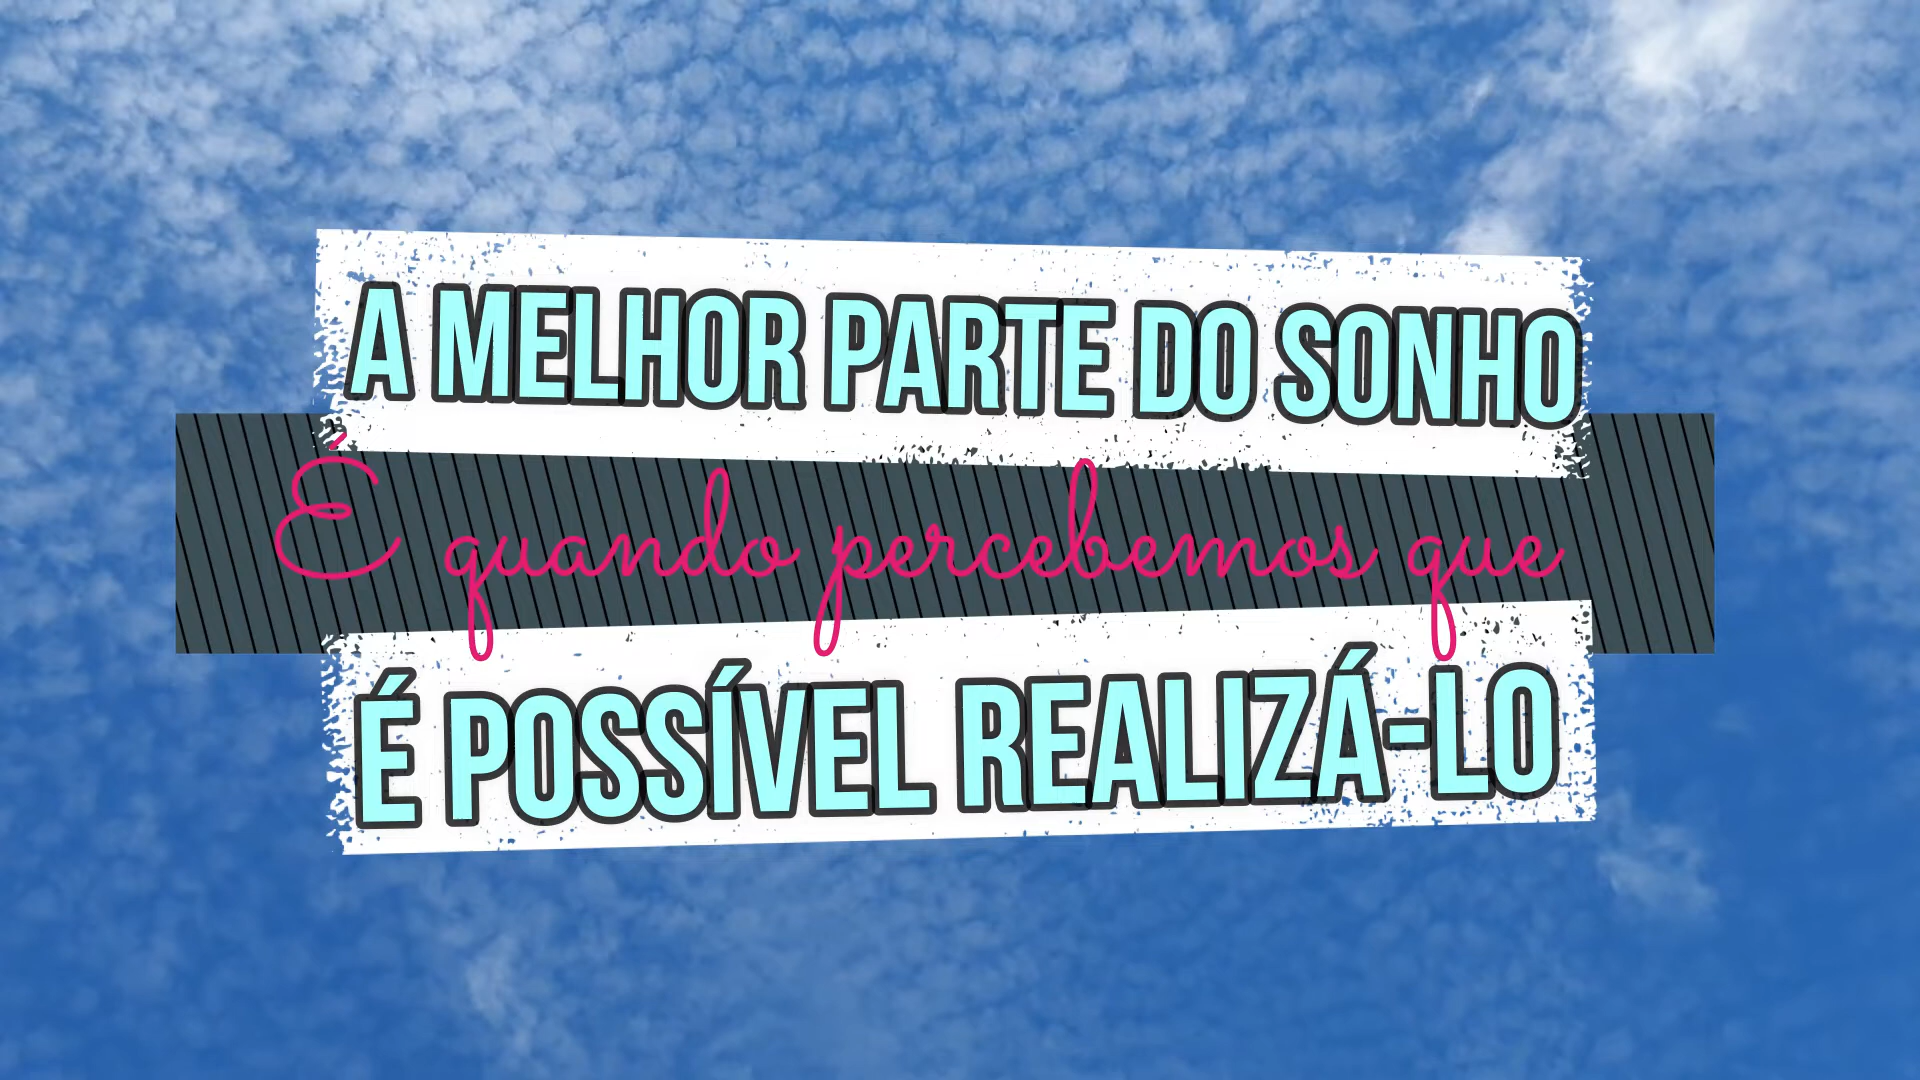 A MELHOR PARTE DO SONHO
É quando percebemos que
É POSSÍVEL REALIZÁ-LO